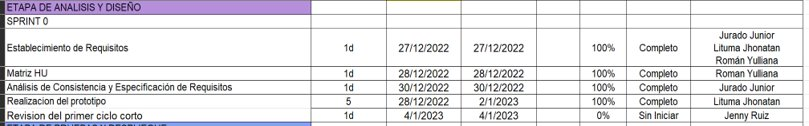 ETAPA DE ANALISIS Y DISEÑO
SPRINT 0
Establecimiento de Requisitos 1d 27/12/2022 27/12/2022 100% Completo Jurado Junior
Lituma Jhonatan
Román Yulliana
Matriz HU 1d 28/12/2022 28/12/2022 100% Completo Roman Yulliana
Análisis de Consistencia y Especificación de Requisitos 1d 30/12/2022 30/12/2022 100% Completo Jurado Junior
Realizacion del prototipo 5 28/12/2022 2/1/2023 100% Completo Lituma Jhonatan
Revision del primer ciclo corto 1d 4/1/2023 4/1/2023 0% Sin Iniciar Jenny Ruiz